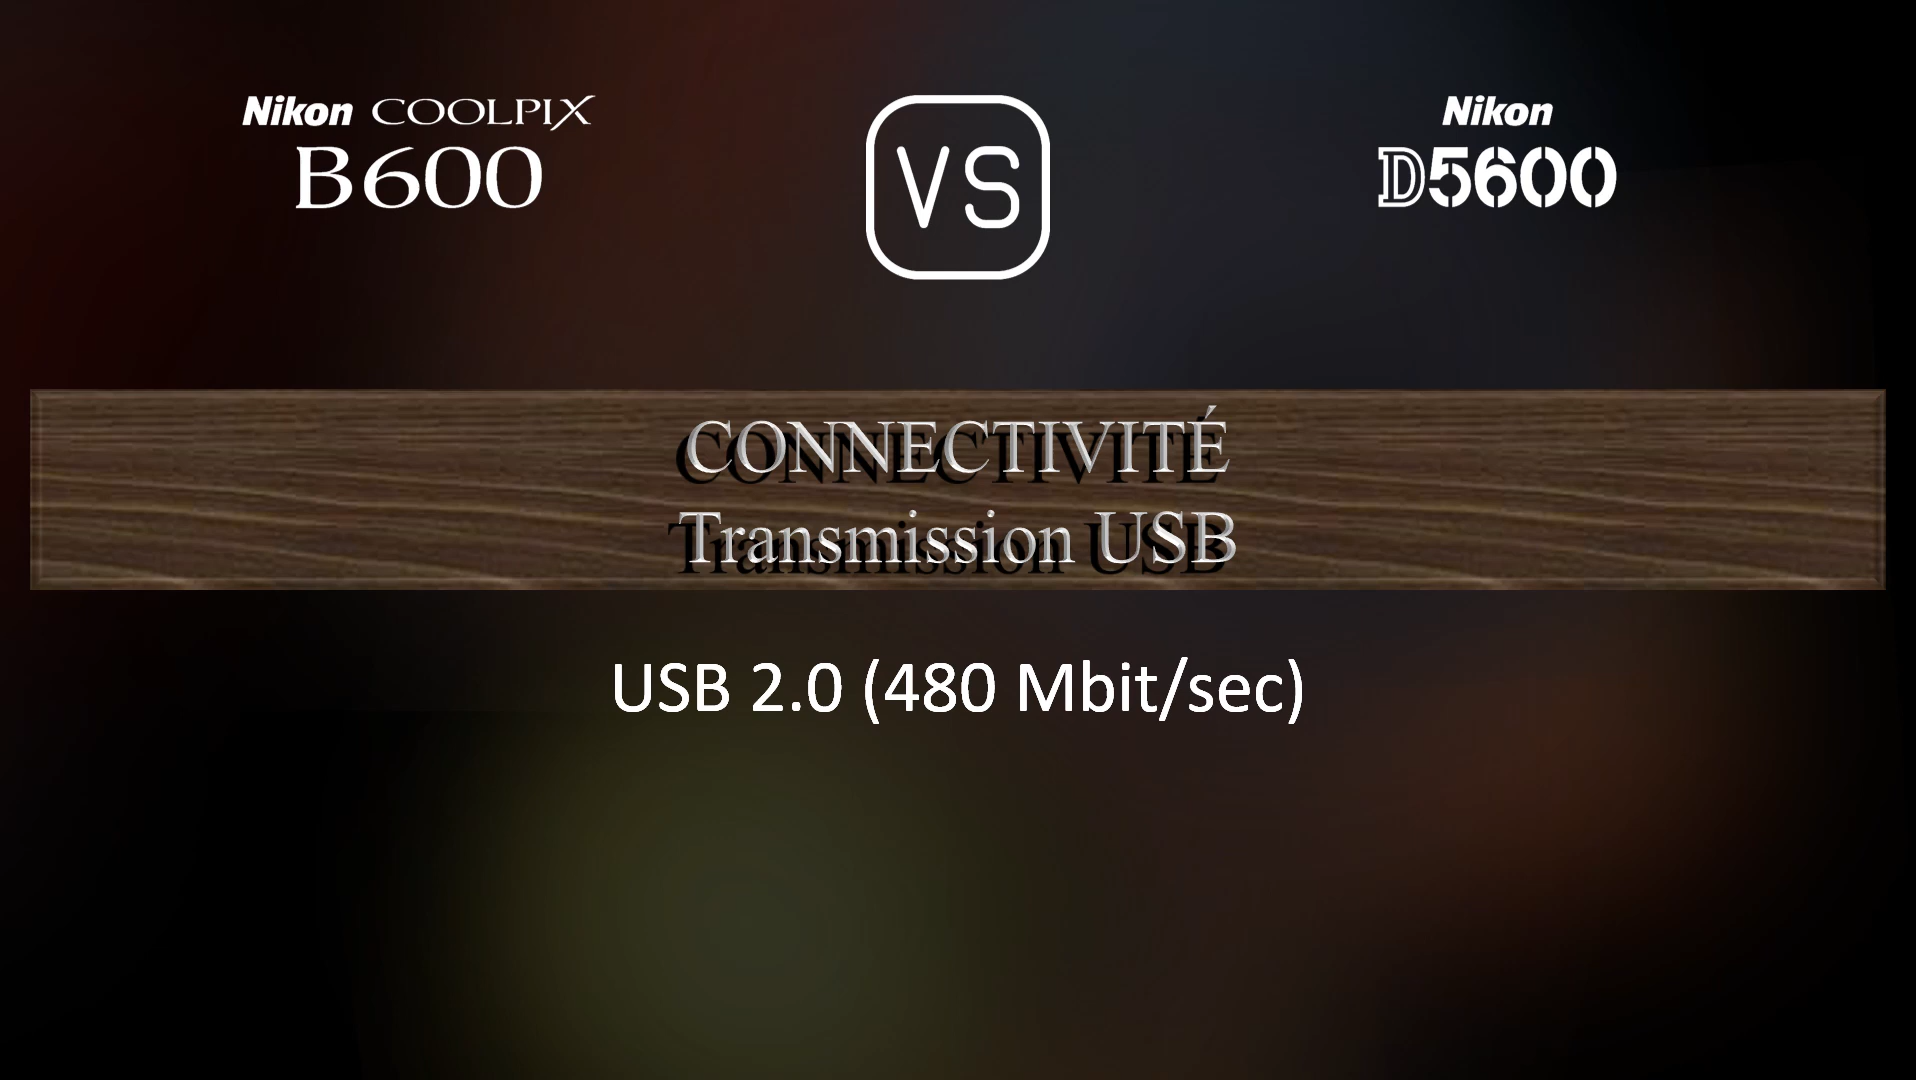 Nikon COOLPIX
B600
VS
Nikon
D5600
CONNECTIVITÉ
Transmission USB
USB 2.0 (480 Mbit/sec)